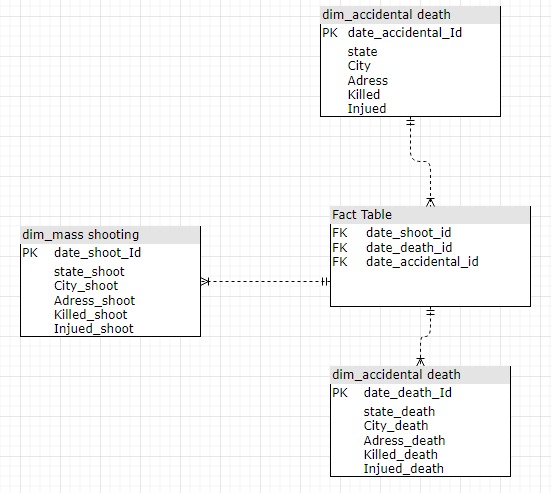 dim_accidental death
PK date_accidental_Id
state
City
Adress
Killed
Injued
dim_mass shooting
PK date_shoot_Id
state_shoot
City_shoot
Adress_shoot
Killed_shoot
Injued_shoot
Fact Table
FK date_shoot_id
FK date_death_id
FK date_accidental_id
dim_accidental death
PK date_death_Id
state_death
City_death
Adress_death
Killed_death
Injued_death